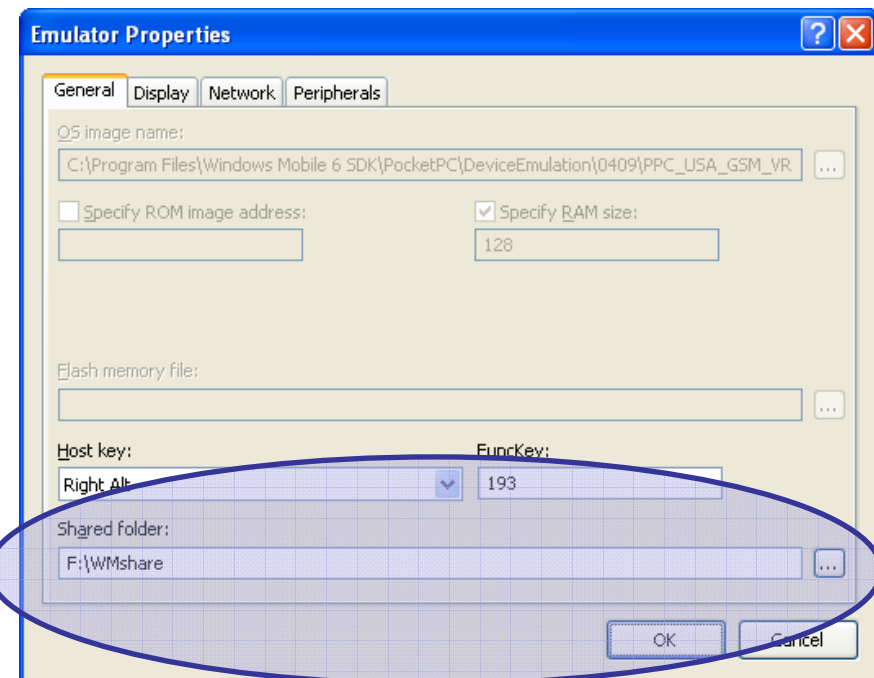 Emulator Properties
General Display Network Peripherals
OS image name:
C:\Program Files\Windows Mobile 6 SDK\PocketPC\DeviceEmulation\0409\PPC_USA_GSM_VR ...
Specify ROM image address: Specify RAM size:
128
Flash memory file:
...
Host key: FuncKey:
Right Alt 193
Shared folder:
F:\WMshare ...
OK Cancel